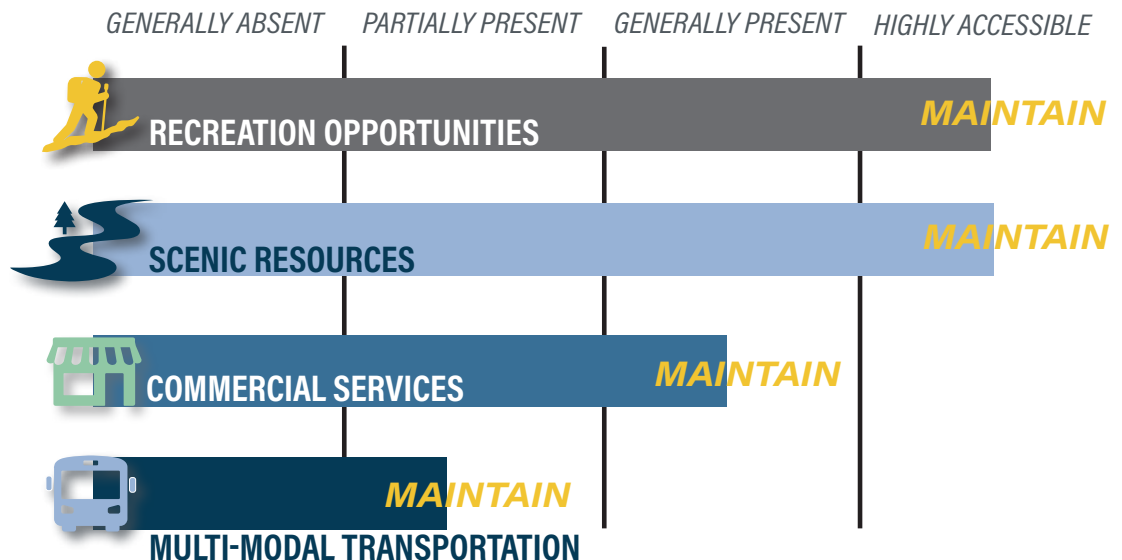 GENERALLY ABSENT
PARTIALLY PRESENT
GENERALLY PRESENT
HIGHLY ACCESSIBLE
MAINTAIN
RECREATION OPPORTUNITIES
MAINTAIN
SCENIC RESOURCES
MAINTAIN
COMMERCIAL SERVICES
MAINTAIN
MULTI-MODAL TRANSPORTATION